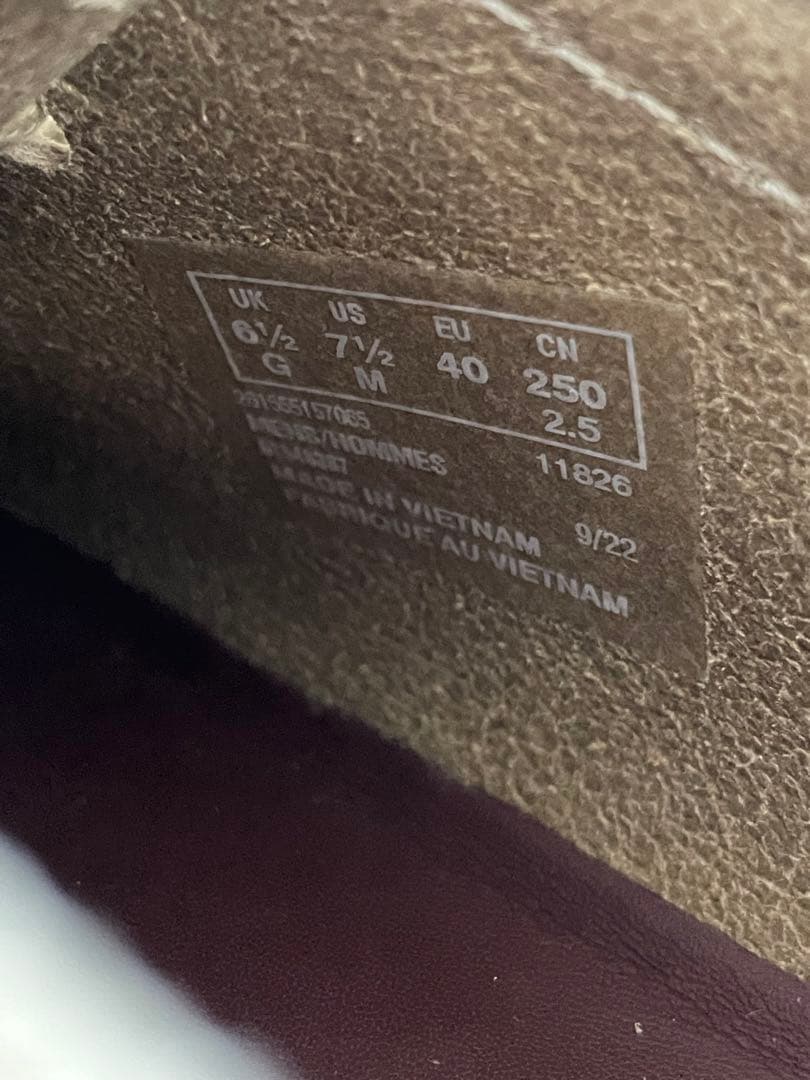 UK US EU CN
6½ 7½ 40 250
G M 2.5
MENS/HOMMES 11826
MADE IN VIETNAM 9/22
FABRIQUE AU VIETNAM